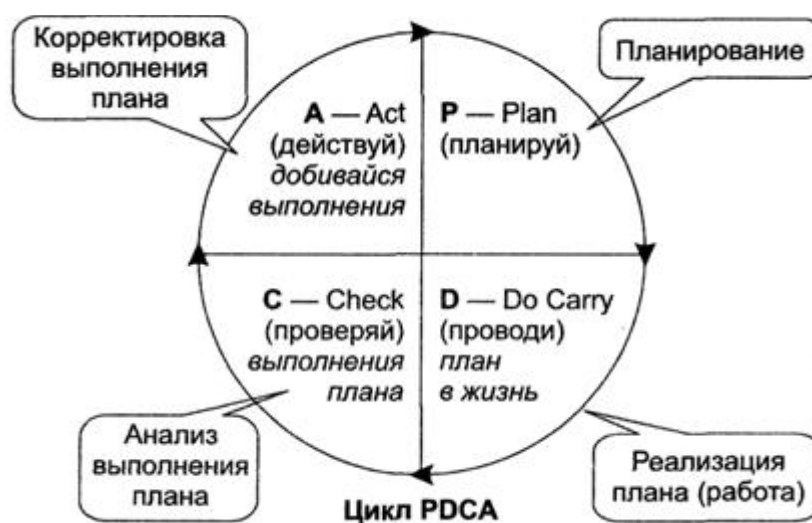 Корректировка
выполнения
плана
Планирование
A — Act
(действуй)
добивайся
выполнения
P — Plan
(планируй)
C — Check
(проверяй)
выполнения
плана
D — Do Carry
(проводи)
план
в жизнь
Анализ
выполнения
плана
Реализация
плана (работа)
Цикл PDCA